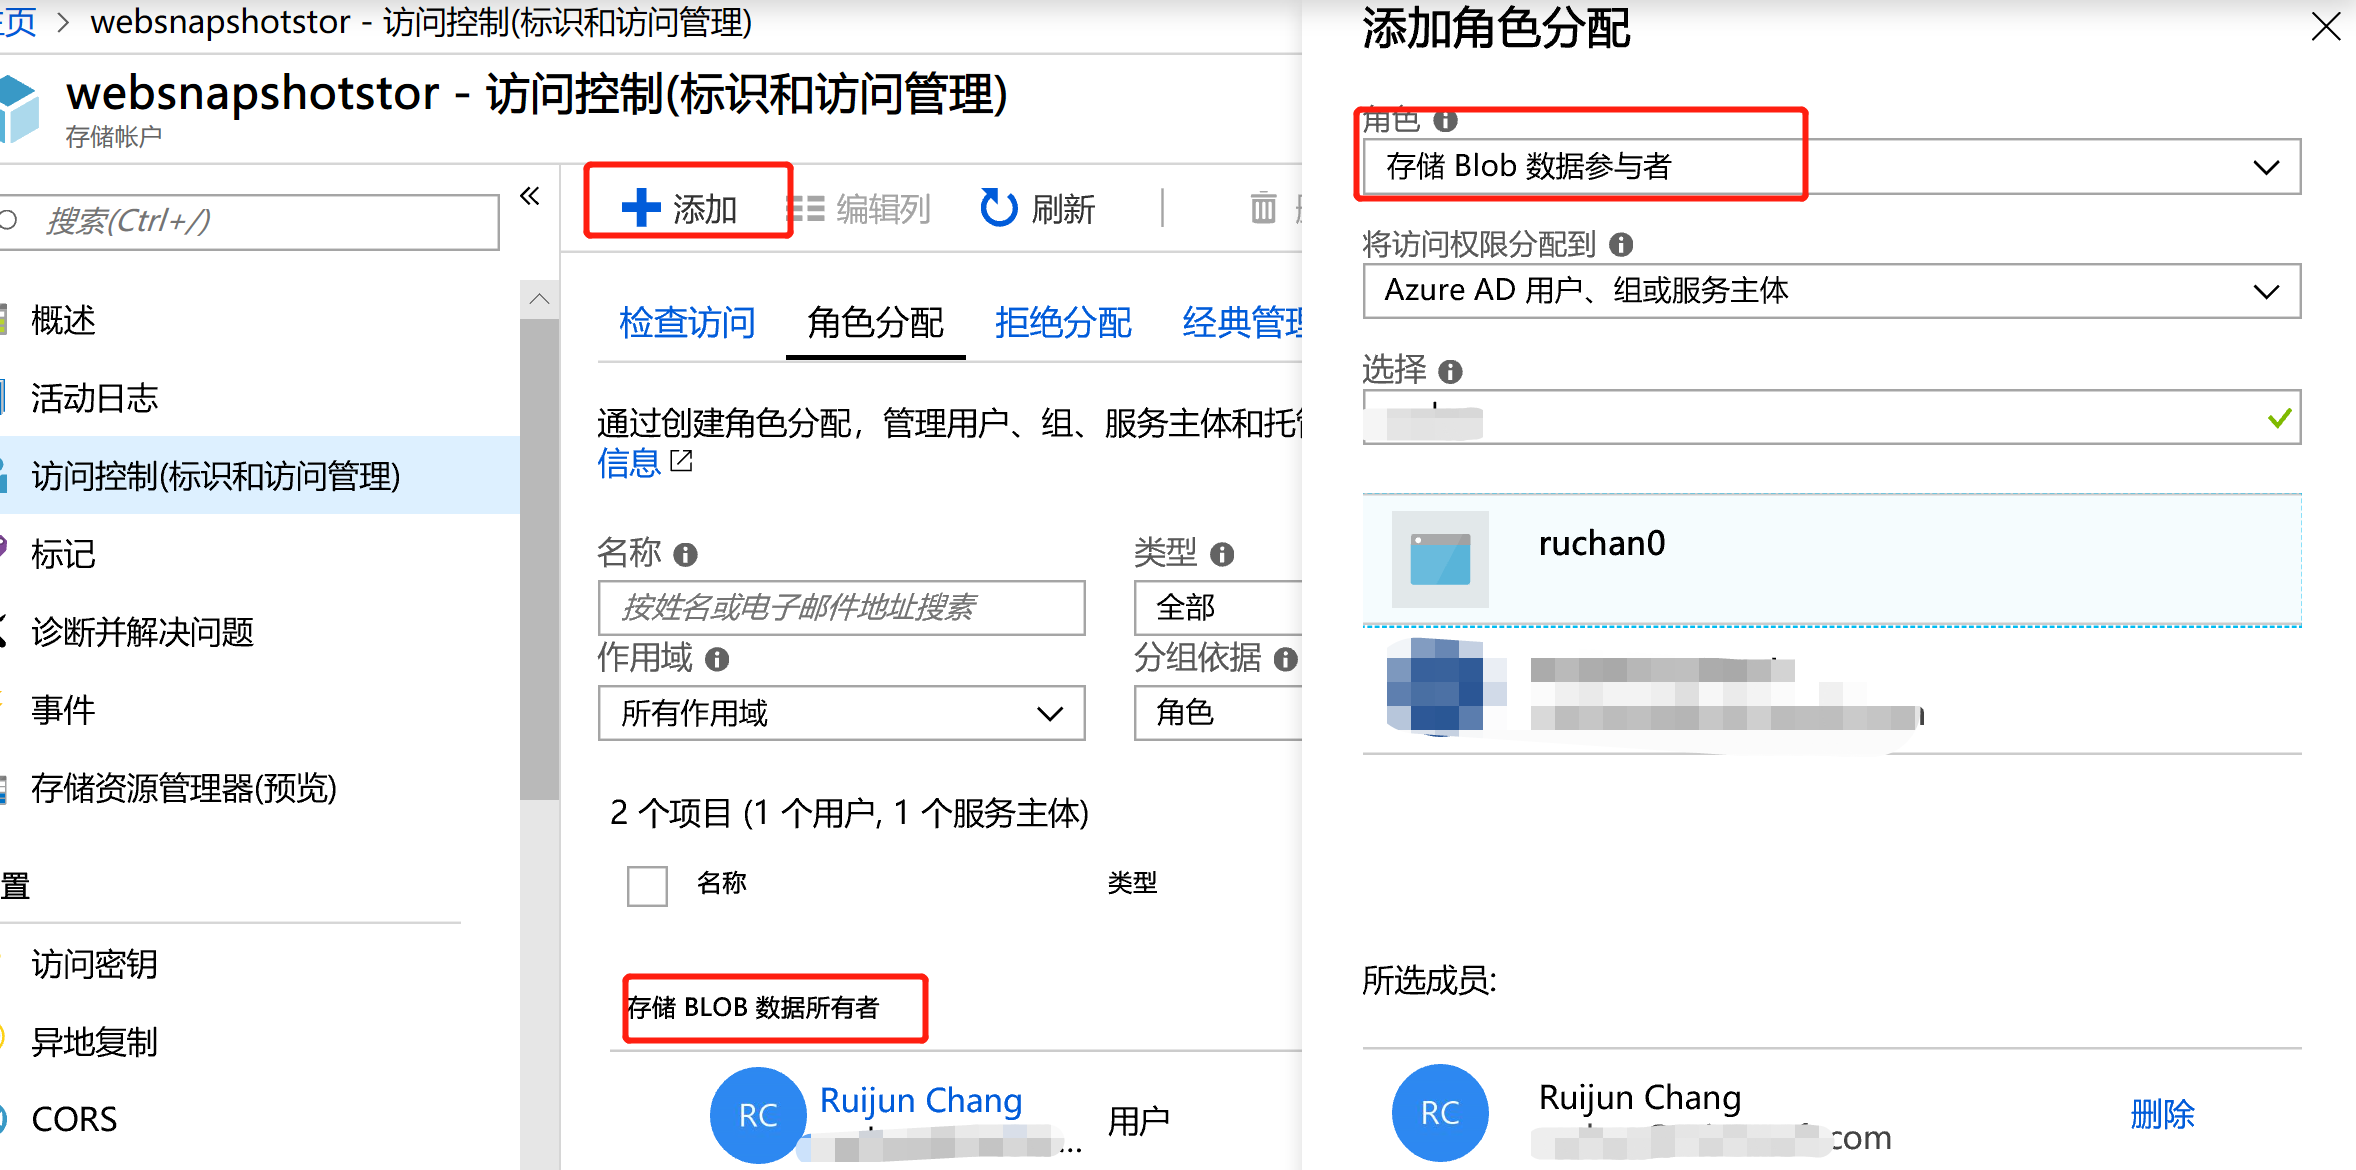 主页 > websnapshotstor - 访问控制(标识和访问管理)
websnapshotstor - 访问控制(标识和访问管理)
存储帐户
搜索(Ctrl+/)
概述
活动日志
访问控制(标识和访问管理)
标记
诊断并解决问题
事件
存储资源管理器(预览)
置
访问密钥
异地复制
CORS
添加
编辑列
刷新
检查访问
角色分配
拒绝分配
经典管理
通过创建角色分配，管理用户、组、服务主体和托管
信息
名称
按姓名或电子邮件地址搜索
类型
全部
作用域
所有作用域
分组依据
角色
2 个项目 (1 个用户, 1 个服务主体)
名称
类型
存储 BLOB 数据所有者
RC
Ruijun Chang
...
用户
添加角色分配
角色
存储 Blob 数据参与者
将访问权限分配到
Azure AD 用户、组或服务主体
选择
ruchan0
所选成员:
RC
Ruijun Chang
com
删除